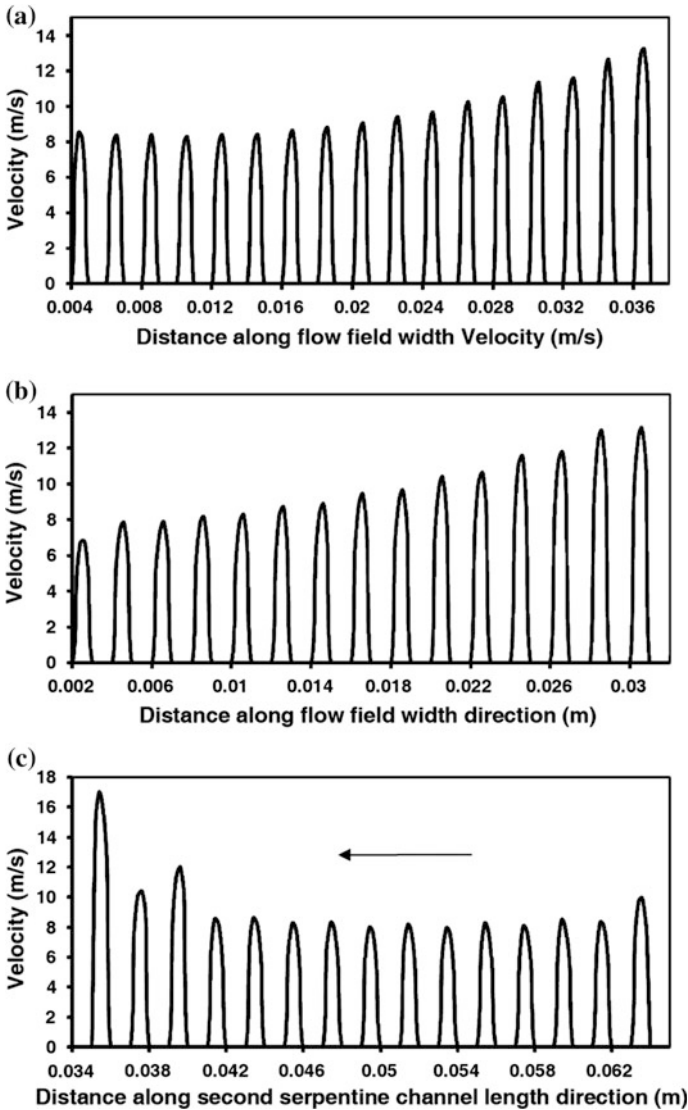 (a)
14
12
10
8
6
4
2
0
Velocity (m/s)
0.004 0.008 0.012 0.016 0.02 0.024 0.028 0.032 0.036
Distance along flow field width Velocity (m/s)
(b)
14
12
10
8
6
4
2
0
Velocity (m/s)
0.002 0.006 0.01 0.014 0.018 0.022 0.026 0.03
Distance along flow field width direction (m)
(c)
18
16
14
12
10
8
6
4
2
0
Velocity (m/s)
0.034 0.038 0.042 0.046 0.05 0.054 0.058 0.062
Distance along second serpentine channel length direction (m)